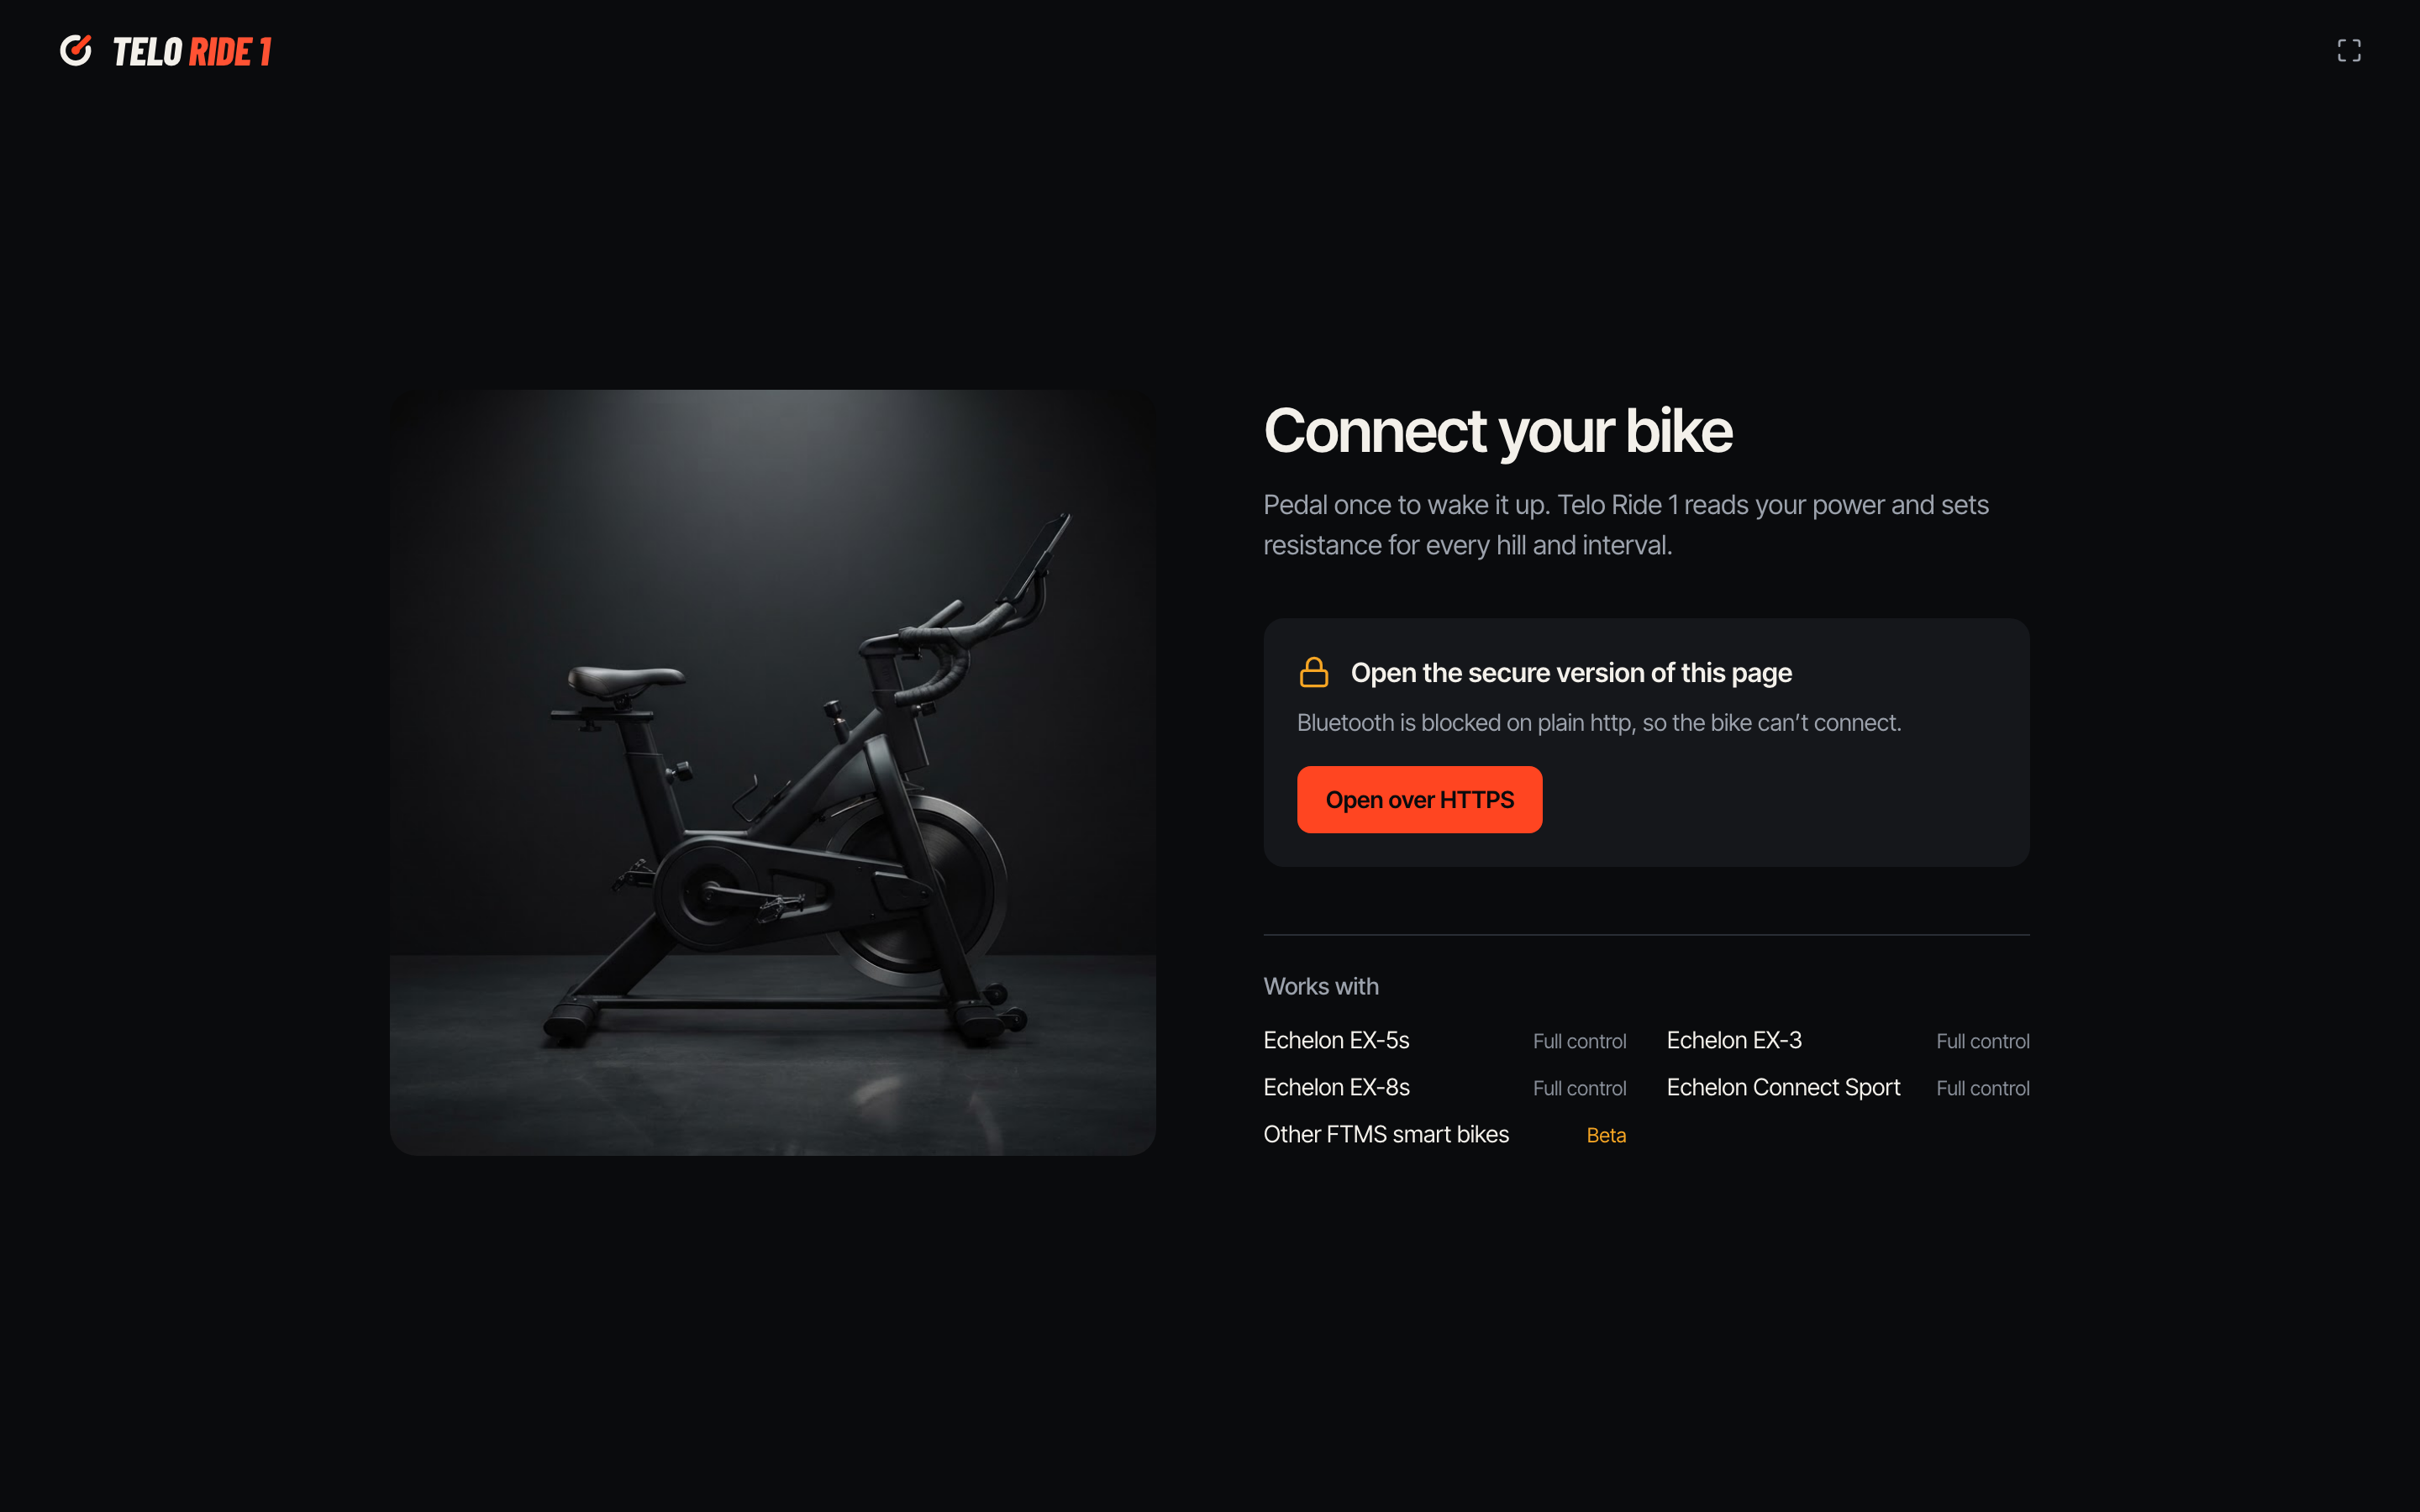 TELO RIDE 1
Connect your bike
Pedal once to wake it up. Telo Ride 1 reads your power and sets
resistance for every hill and interval.
Open the secure version of this page
Bluetooth is blocked on plain http, so the bike can’t connect.
Open over HTTPS
Works with
Echelon EX-5s Full control Echelon EX-3 Full control
Echelon EX-8s Full control Echelon Connect Sport Full control
Other FTMS smart bikes Beta